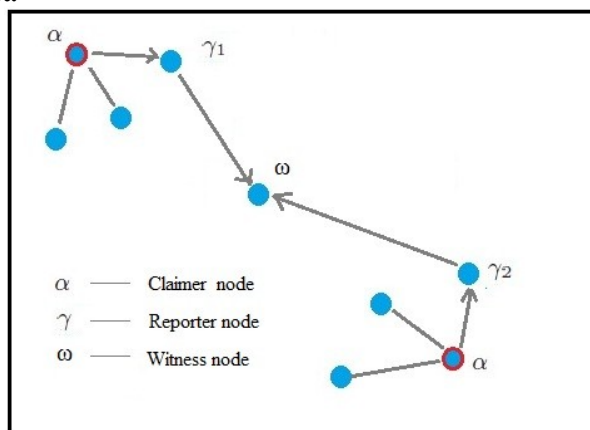 α
γ1
ω
γ2
α
α Claimer node
γ Reporter node
ω Witness node